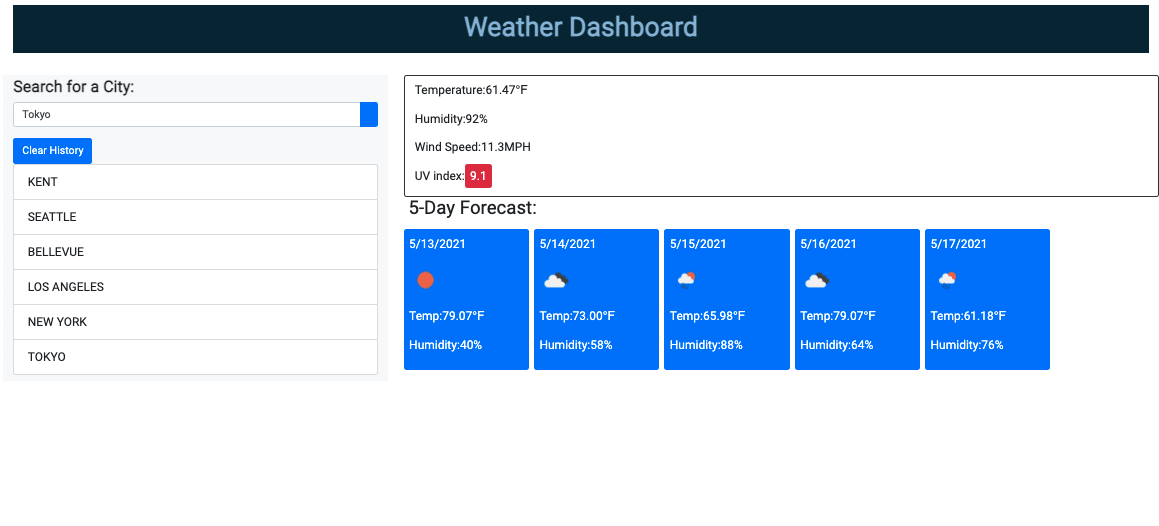 Weather Dashboard
Search for a City:
Tokyo
Clear History
KENT
SEATTLE
BELLEVUE
LOS ANGELES
NEW YORK
TOKYO
Temperature:61.47°F
Humidity:92%
Wind Speed:11.3MPH
UV index:9.1
5-Day Forecast:
5/13/2021
Temp:79.07°F
Humidity:40%
5/14/2021
Temp:73.00°F
Humidity:58%
5/15/2021
Temp:65.98°F
Humidity:88%
5/16/2021
Temp:79.07°F
Humidity:64%
5/17/2021
Temp:61.18°F
Humidity:76%